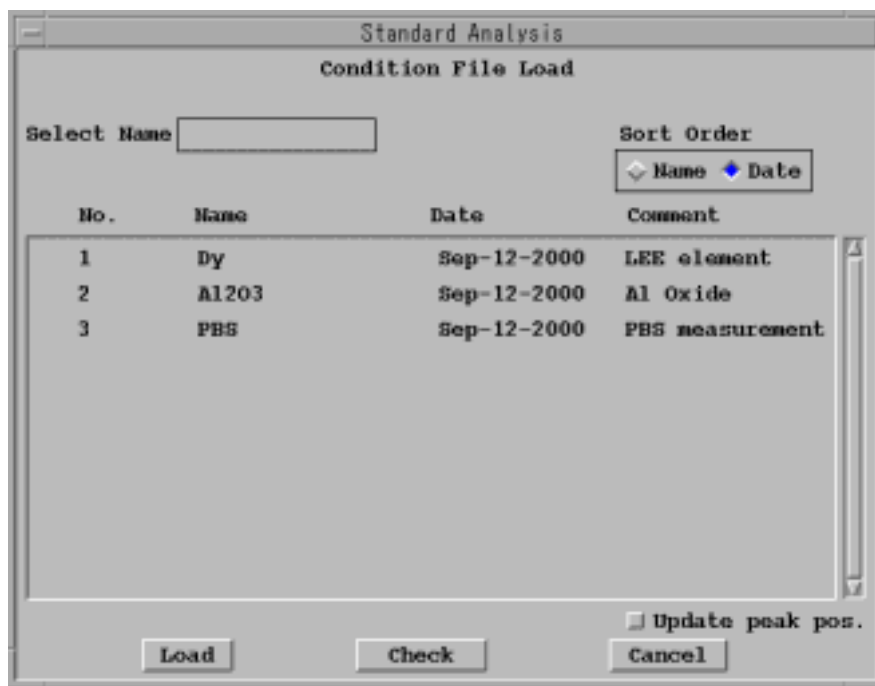 Standard Analysis
Condition File Load
Select Name
Sort Order
Name Date
No. Name Date Comment
1 Dy Sep-12-2000 LEE element
2 Al2O3 Sep-12-2000 Al Oxide
3 PBS Sep-12-2000 PBS measurement
Update peak pos.
Load Check Cancel